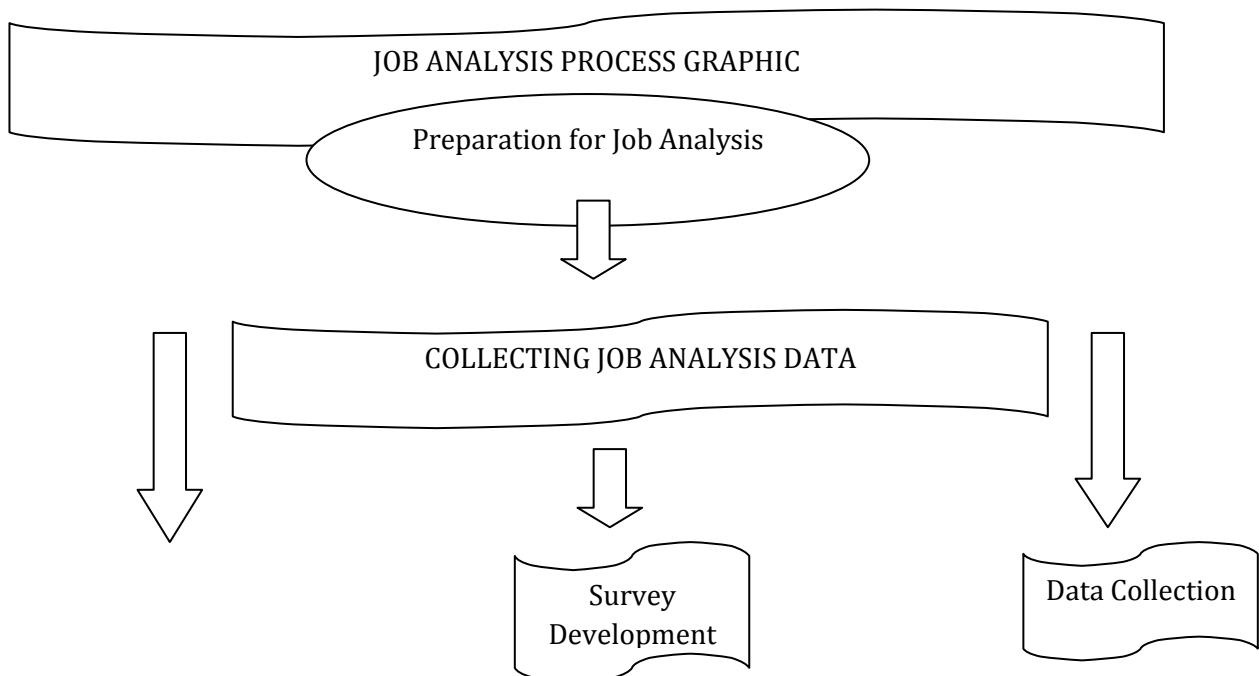 JOB ANALYSIS PROCESS GRAPHIC
Preparation for Job Analysis
COLLECTING JOB ANALYSIS DATA
Survey
Development
Data Collection